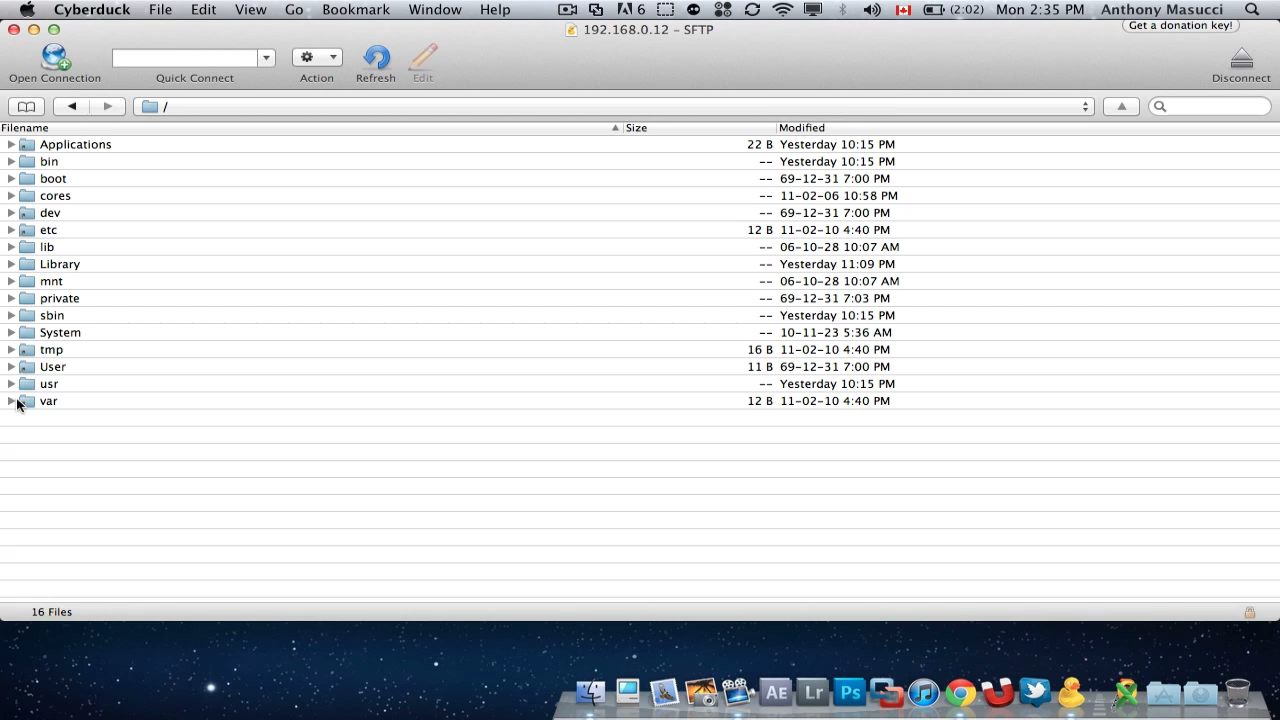 Cyberduck File Edit View Go Bookmark Window Help 6 (2:02) Mon 2:35 PM Anthony Masucci
192.168.0.12 – SFTP Get a donation key!
Open Connection Quick Connect Action Refresh Edit Disconnect
/
Filename Size Modified
Applications 22 B Yesterday 10:15 PM
bin -- Yesterday 10:15 PM
boot -- 69-12-31 7:00 PM
cores -- 11-02-06 10:58 PM
dev -- 69-12-31 7:00 PM
etc 12 B 11-02-10 4:40 PM
lib -- 06-10-28 10:07 AM
Library -- Yesterday 11:09 PM
mnt -- 06-10-28 10:07 AM
private -- 69-12-31 7:03 PM
sbin -- Yesterday 10:15 PM
System -- 10-11-23 5:36 AM
tmp 16 B 11-02-10 4:40 PM
User 11 B 69-12-31 7:00 PM
usr -- Yesterday 10:15 PM
var 12 B 11-02-10 4:40 PM
16 Files
AE Lr Ps